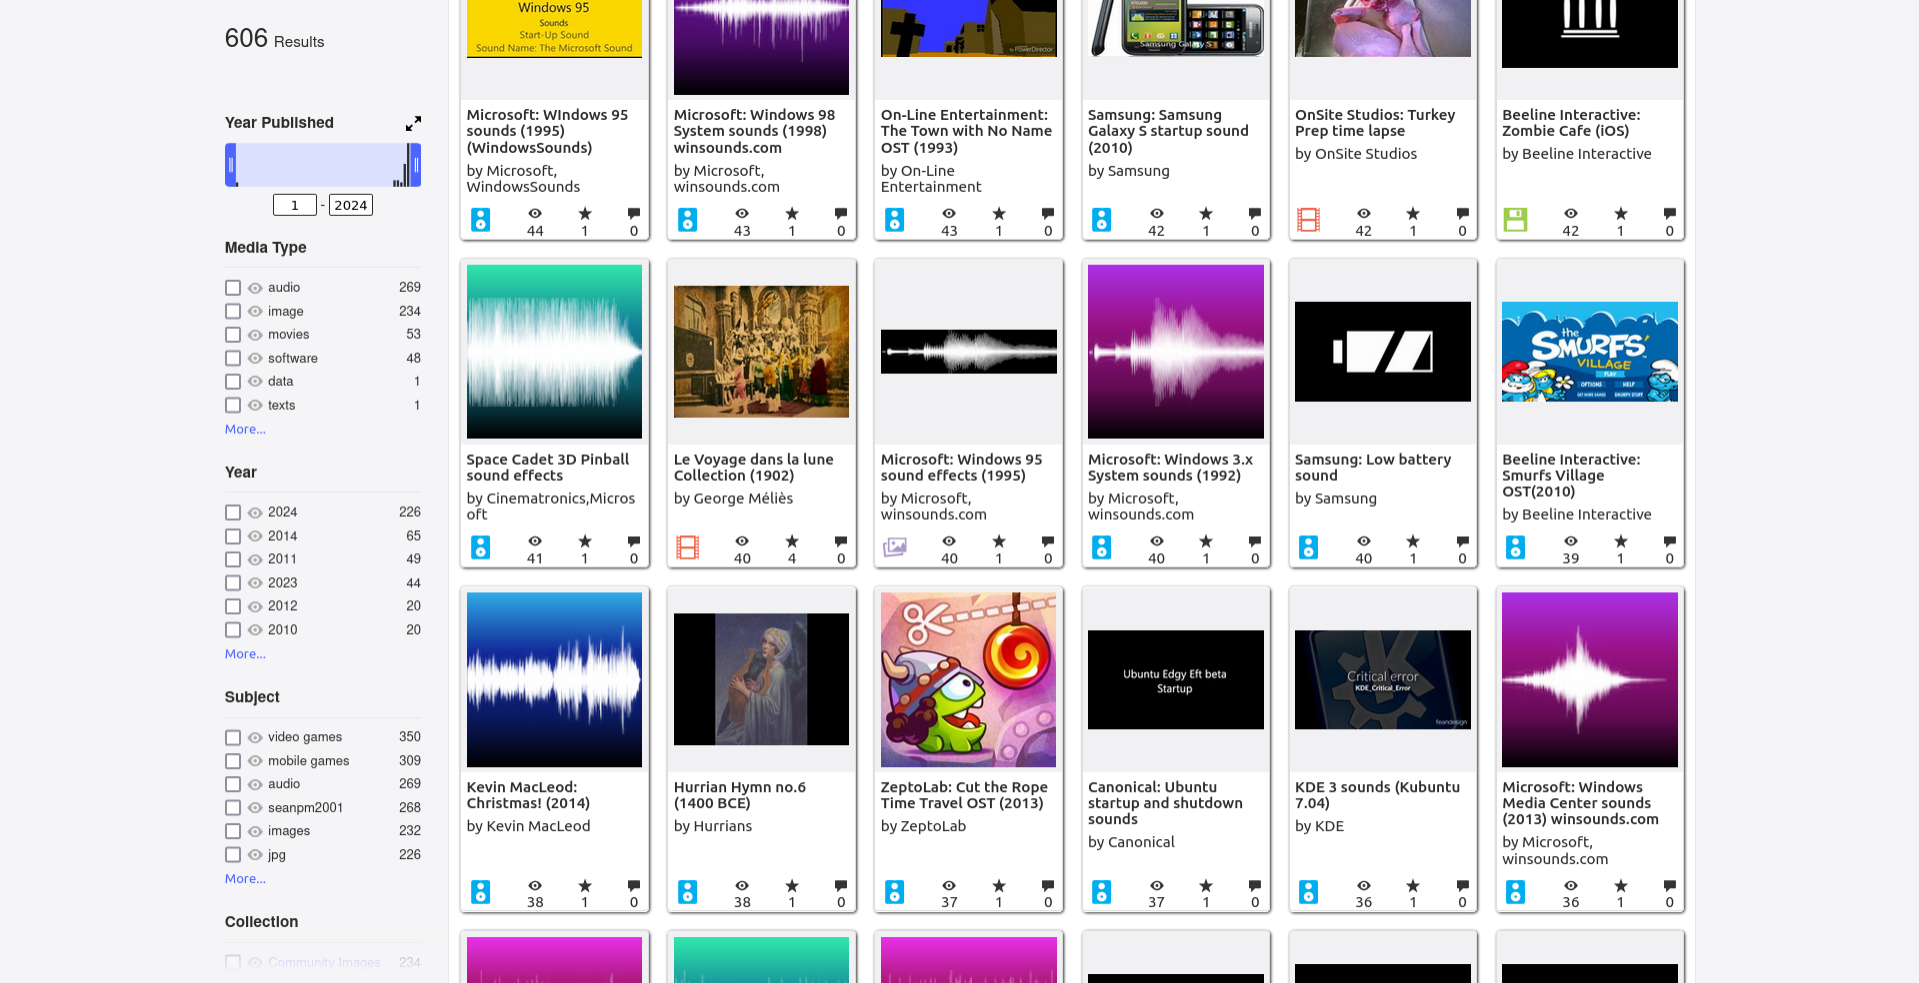 606 Results
Year Published
1 - 2024
Media Type
audio 269
image 234
movies 53
software 48
data 1
texts 1
More...
Year
2024 226
2014 65
2011 49
2023 44
2012 20
2010 20
More...
Subject
video games 350
mobile games 309
audio 269
seanpm2001 268
images 232
jpg 226
More...
Collection
Community Images 234
Windows 95
Sounds
Start-Up Sound
Sound Name: The Microsoft Sound
Microsoft: WIndows 95
sounds (1995)
(WindowsSounds)
by Microsoft,
WindowsSounds
44 1 0
Microsoft: Windows 98
System sounds (1998)
winsounds.com
by Microsoft,
winsounds.com
43 1 0
by PowerDirector
On-Line Entertainment:
The Town with No Name
OST (1993)
by On-Line
Entertainment
43 1 0
Samsung Galaxy S
Samsung: Samsung
Galaxy S startup sound
(2010)
by Samsung
42 1 0
OnSite Studios: Turkey
Prep time lapse
by OnSite Studios
42 1 0
Beeline Interactive:
Zombie Cafe (iOS)
by Beeline Interactive
42 1 0
Space Cadet 3D Pinball
sound effects
by Cinematronics,Micros
oft
41 1 0
Le Voyage dans la lune
Collection (1902)
by George Méliès
40 4 0
Microsoft: Windows 95
sound effects (1995)
by Microsoft,
winsounds.com
40 1 0
Microsoft: Windows 3.x
System sounds (1992)
by Microsoft,
winsounds.com
40 1 0
Samsung: Low battery
sound
by Samsung
40 1 0
the
SMURFS'
VILLAGE
PLAY
OPTIONS HELP
GET MORE GAMES SMURFY STUFF
Beeline Interactive:
Smurfs Village
OST(2010)
by Beeline Interactive
39 1 0
Kevin MacLeod:
Christmas! (2014)
by Kevin MacLeod
38 1 0
Hurrian Hymn no.6
(1400 BCE)
by Hurrians
38 1 0
ZeptoLab: Cut the Rope
Time Travel OST (2013)
by ZeptoLab
37 1 0
Ubuntu Edgy Eft beta
Startup
Canonical: Ubuntu
startup and shutdown
sounds
by Canonical
37 1 0
Critical error
KDE_Critical_Error
feandesign
KDE 3 sounds (Kubuntu
7.04)
by KDE
36 1 0
Microsoft: Windows
Media Center sounds
(2013) winsounds.com
by Microsoft,
winsounds.com
36 1 0